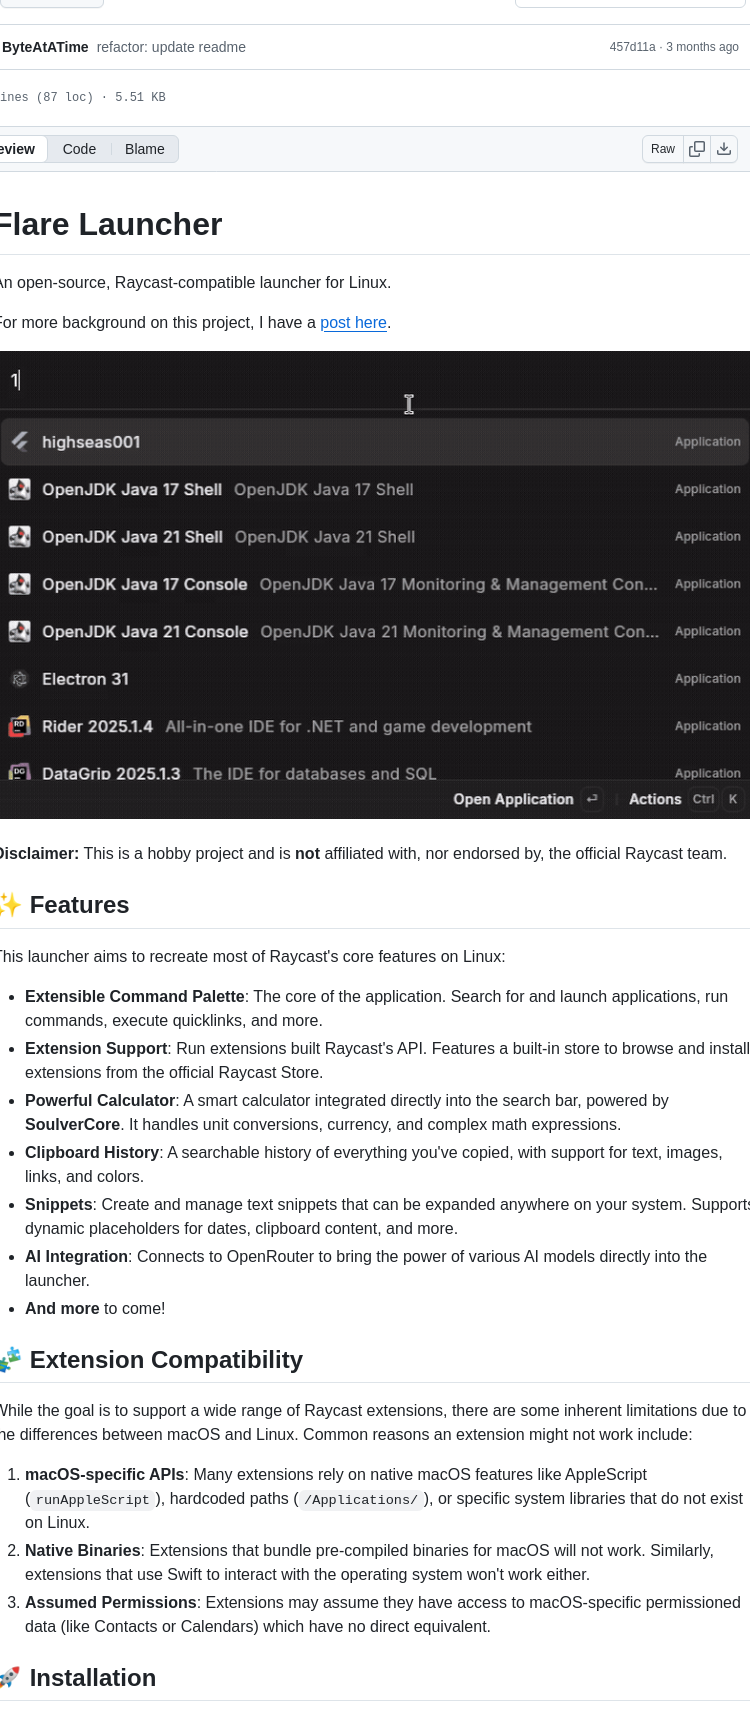 ByteAtATime refactor: update readme 457d11a · 3 months ago
ines (87 loc) · 5.51 KB
eview Code Blame Raw
Flare Launcher
An open-source, Raycast-compatible launcher for Linux.
For more background on this project, I have a post here.
1
highseas001 Application
OpenJDK Java 17 Shell OpenJDK Java 17 Shell Application
OpenJDK Java 21 Shell OpenJDK Java 21 Shell Application
OpenJDK Java 17 Console OpenJDK Java 17 Monitoring & Management Con... Application
OpenJDK Java 21 Console OpenJDK Java 21 Monitoring & Management Con... Application
Electron 31 Application
Rider 2025.1.4 All-in-one IDE for .NET and game development Application
DataGrip 2025.1.3 The IDE for databases and SQL Application
Open Application Actions Ctrl K
Disclaimer: This is a hobby project and is not affiliated with, nor endorsed by, the official Raycast team.
✨ Features
This launcher aims to recreate most of Raycast's core features on Linux:
• Extensible Command Palette: The core of the application. Search for and launch applications, run
commands, execute quicklinks, and more.
• Extension Support: Run extensions built Raycast's API. Features a built-in store to browse and install
extensions from the official Raycast Store.
• Powerful Calculator: A smart calculator integrated directly into the search bar, powered by
SoulverCore. It handles unit conversions, currency, and complex math expressions.
• Clipboard History: A searchable history of everything you've copied, with support for text, images,
links, and colors.
• Snippets: Create and manage text snippets that can be expanded anywhere on your system. Supports
dynamic placeholders for dates, clipboard content, and more.
• AI Integration: Connects to OpenRouter to bring the power of various AI models directly into the
launcher.
• And more to come!
🧩 Extension Compatibility
While the goal is to support a wide range of Raycast extensions, there are some inherent limitations due to
the differences between macOS and Linux. Common reasons an extension might not work include:
1. macOS-specific APIs: Many extensions rely on native macOS features like AppleScript
(runAppleScript), hardcoded paths (/Applications/), or specific system libraries that do not exist
on Linux.
2. Native Binaries: Extensions that bundle pre-compiled binaries for macOS will not work. Similarly,
extensions that use Swift to interact with the operating system won't work either.
3. Assumed Permissions: Extensions may assume they have access to macOS-specific permissioned
data (like Contacts or Calendars) which have no direct equivalent.
🚀 Installation